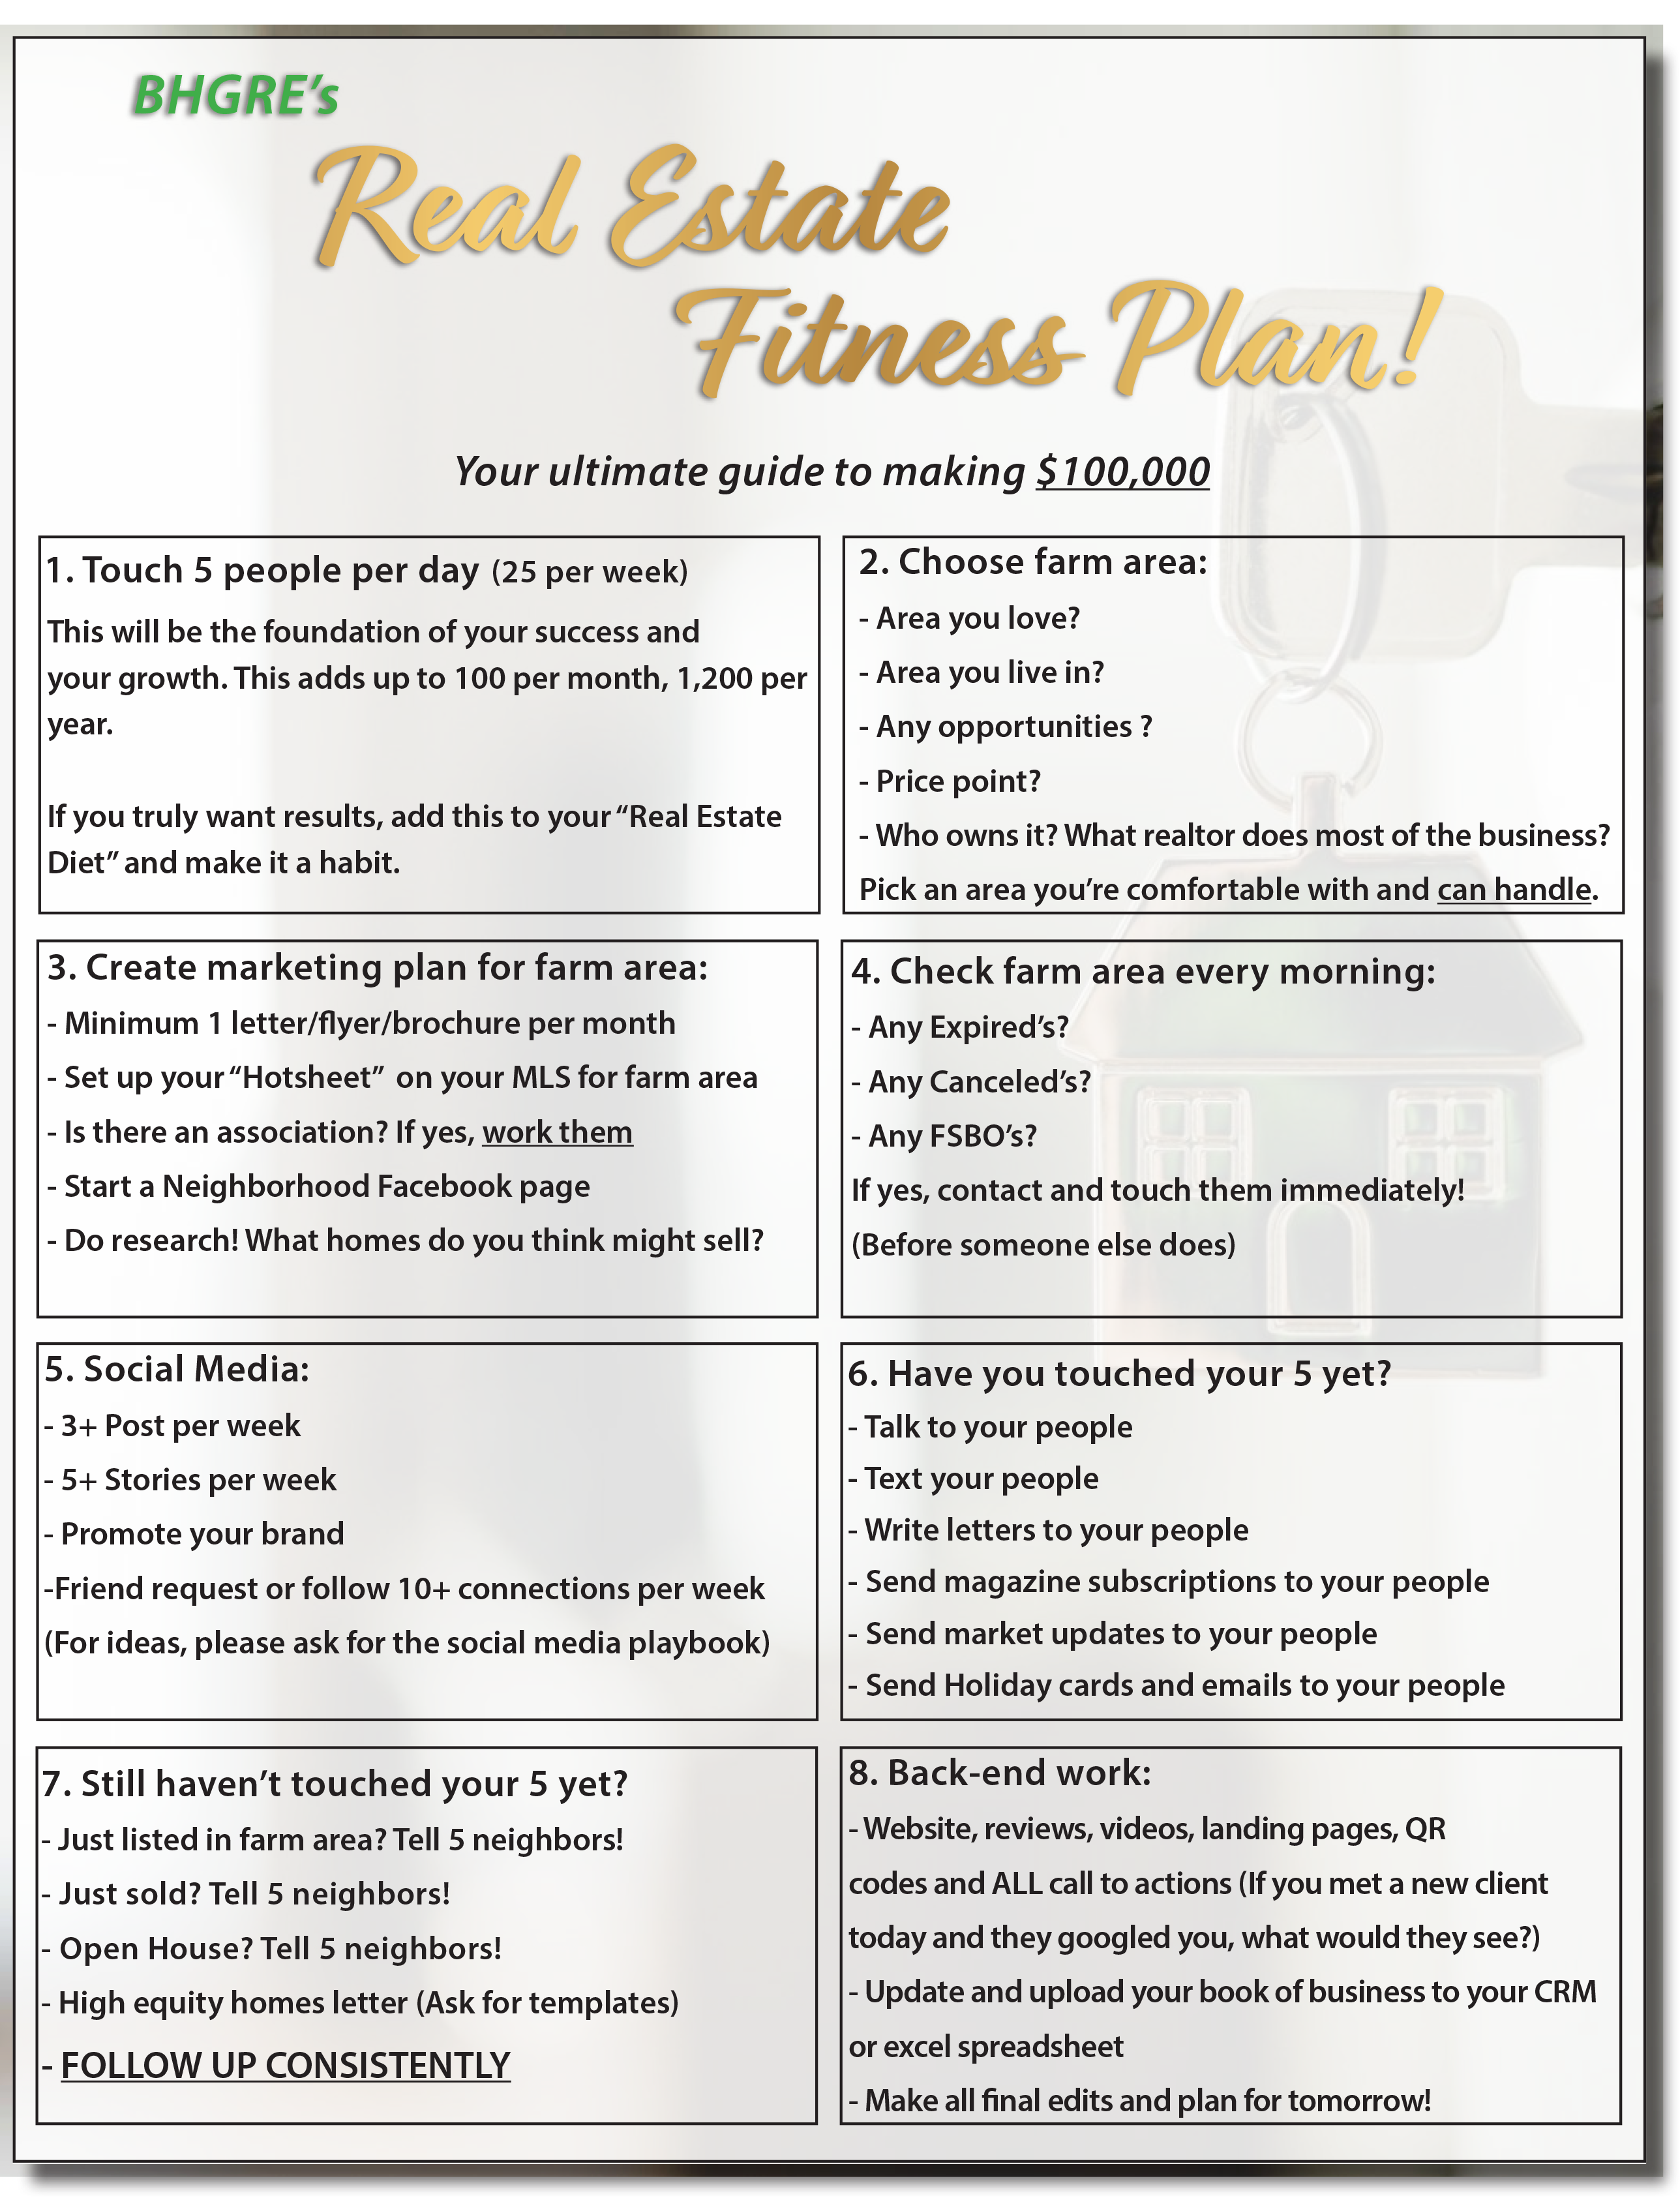 BHGRE's
Real Estate
Fitness Plan!
Your ultimate guide to making $100,000
1. Touch 5 people per day (25 per week)
This will be the foundation of your success and
your growth. This adds up to 100 per month, 1,200 per
year.
If you truly want results, add this to your “Real Estate
Diet” and make it a habit.
2. Choose farm area:
- Area you love?
- Area you live in?
- Any opportunities ?
- Price point?
- Who owns it? What realtor does most of the business?
Pick an area you’re comfortable with and can handle.
3. Create marketing plan for farm area:
- Minimum 1 letter/flyer/brochure per month
- Set up your “Hotsheet” on your MLS for farm area
- Is there an association? If yes, work them
- Start a Neighborhood Facebook page
- Do research! What homes do you think might sell?
4. Check farm area every morning:
- Any Expired’s?
- Any Canceled’s?
- Any FSBO’s?
If yes, contact and touch them immediately!
(Before someone else does)
5. Social Media:
- 3+ Post per week
- 5+ Stories per week
- Promote your brand
-Friend request or follow 10+ connections per week
(For ideas, please ask for the social media playbook)
6. Have you touched your 5 yet?
- Talk to your people
- Text your people
- Write letters to your people
- Send magazine subscriptions to your people
- Send market updates to your people
- Send Holiday cards and emails to your people
7. Still haven’t touched your 5 yet?
- Just listed in farm area? Tell 5 neighbors!
- Just sold? Tell 5 neighbors!
- Open House? Tell 5 neighbors!
- High equity homes letter (Ask for templates)
- FOLLOW UP CONSISTENTLY
8. Back-end work:
- Website, reviews, videos, landing pages, QR
codes and ALL call to actions (If you met a new client
today and they googled you, what would they see?)
- Update and upload your book of business to your CRM
or excel spreadsheet
- Make all final edits and plan for tomorrow!